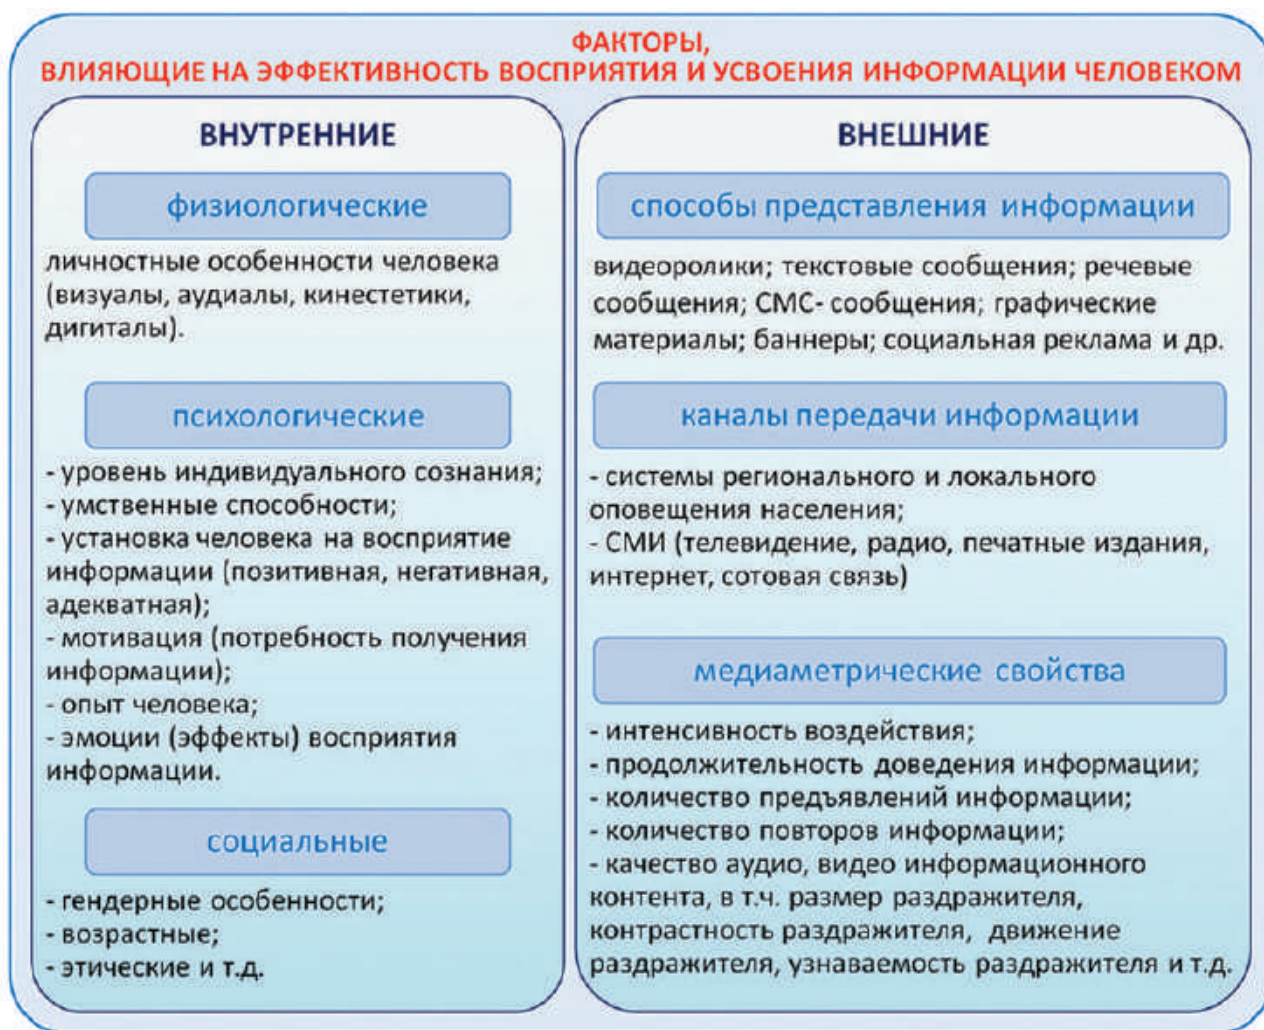 ФАКТОРЫ,
ВЛИЯЮЩИЕ НА ЭФФЕКТИВНОСТЬ ВОСПРИЯТИЯ И УСВОЕНИЯ ИНФОРМАЦИИ ЧЕЛОВЕКОМ
ВНУТРЕННИЕ
физиологические
личностные особенности человека
(визуалы, аудиалы, кинестетики,
дигиталы).
психологические
- уровень индивидуального сознания;
- умственные способности;
- установка человека на восприятие
информации (позитивная, негативная,
адекватная);
- мотивация (потребность получения
информации);
- опыт человека;
- эмоции (эффекты) восприятия
информации.
социальные
- гендерные особенности;
- возрастные;
- этические и т.д.
ВНЕШНИЕ
способы представления информации
видеоролики; текстовые сообщения; речевые
сообщения; СМС- сообщения; графические
материалы; баннеры; социальная реклама и др.
каналы передачи информации
- системы регионального и локального
оповещения населения;
- СМИ (телевидение, радио, печатные издания,
интернет, сотовая связь)
медиаметрические свойства
- интенсивность воздействия;
- продолжительность доведения информации;
- количество предъявлений информации;
- количество повторов информации;
- качество аудио, видео информационного
контента, в т.ч. размер раздражителя,
контрастность раздражителя, движение
раздражителя, узнаваемость раздражителя и т.д.